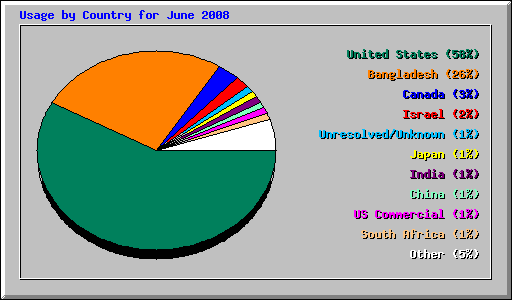 Usage by Country for June 2008
United States (58%)
Bangladesh (26%)
Canada (3%)
Israel (2%)
Unresolved/Unknown (1%)
Japan (1%)
India (1%)
China (1%)
US Commercial (1%)
South Africa (1%)
Other (5%)